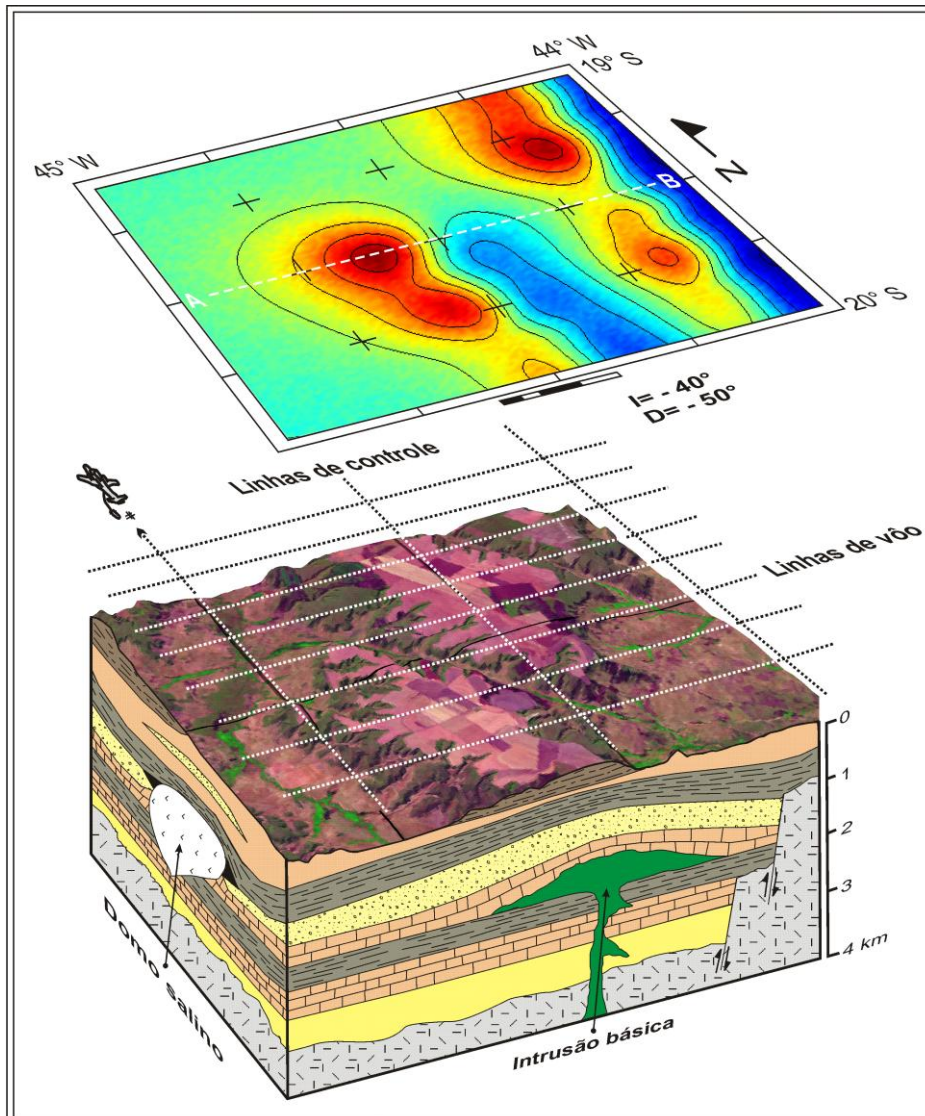 44° W
19° S
45° W
N
B
A
20° S
I= - 40°
D= - 50°
Linhas de controle
Linhas de vôo
0
1
2
3
4 km
Domo salino
Intrusão básica